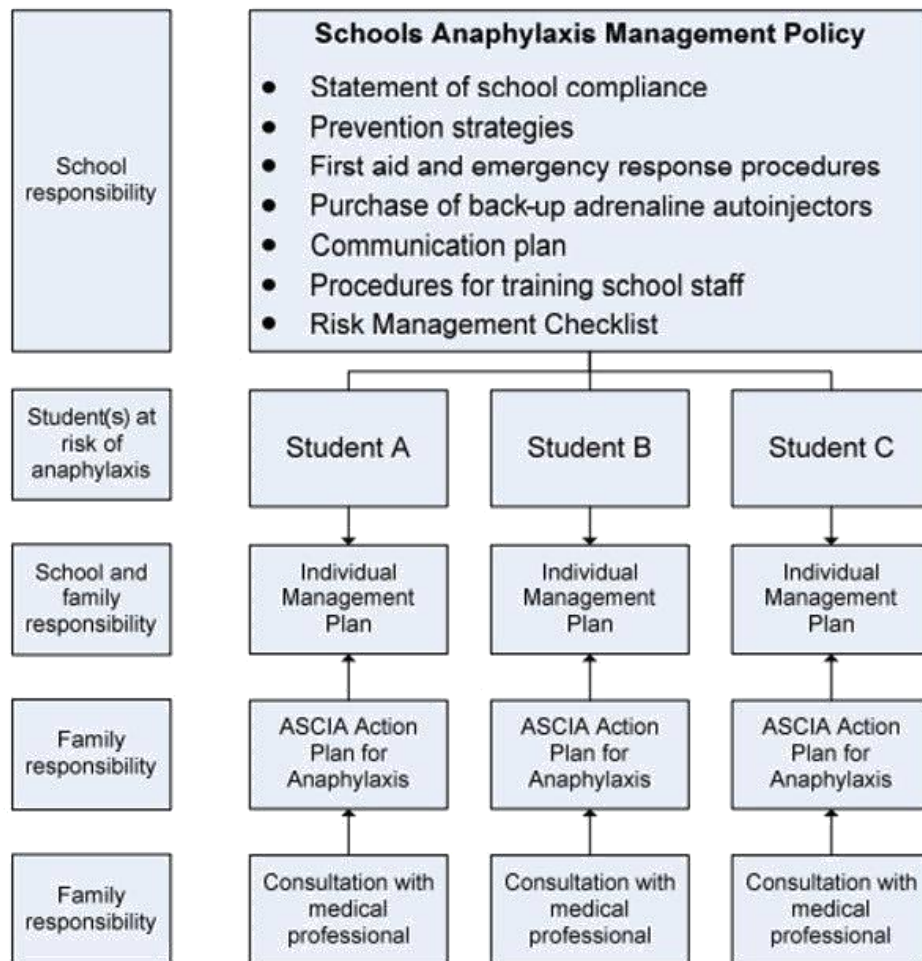 School
responsibility
Schools Anaphylaxis Management Policy
• Statement of school compliance
• Prevention strategies
• First aid and emergency response procedures
• Purchase of back-up adrenaline autoinjectors
• Communication plan
• Procedures for training school staff
• Risk Management Checklist
Student(s) at
risk of
anaphylaxis
Student A
Student B
Student C
School and
family
responsibility
Individual
Management
Plan
Individual
Management
Plan
Individual
Management
Plan
Family
responsibility
ASCIA Action
Plan for
Anaphylaxis
ASCIA Action
Plan for
Anaphylaxis
ASCIA Action
Plan for
Anaphylaxis
Family
responsibility
Consultation with
medical
professional
Consultation with
medical
professional
Consultation with
medical
professional